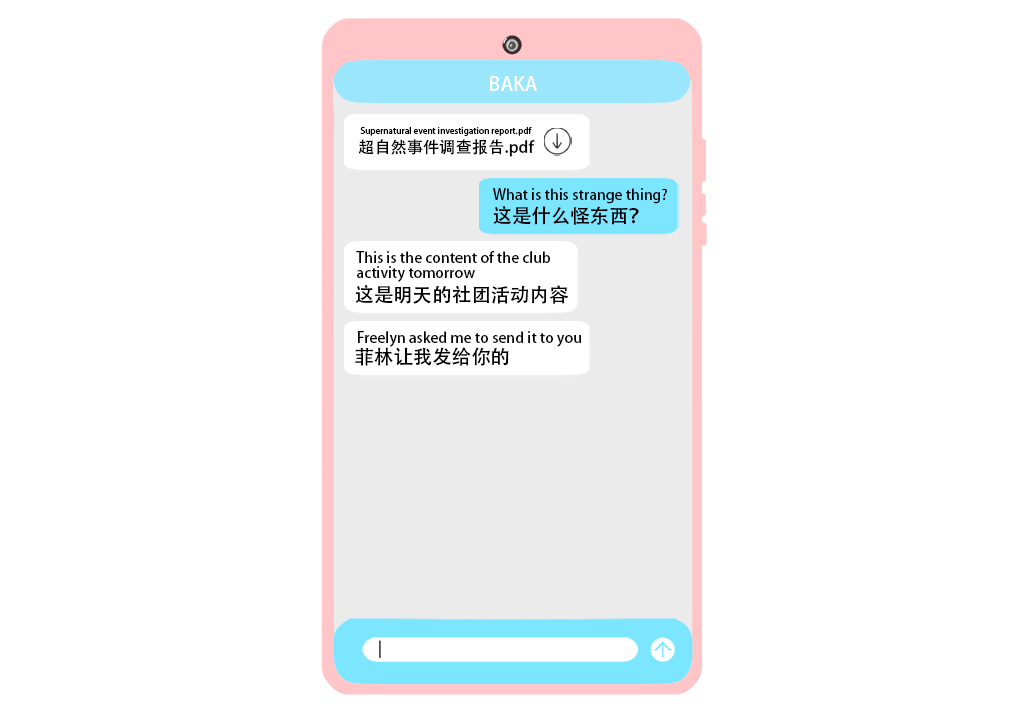 BAKA
Supernatural event investigation report.pdf
超自然事件调查报告.pdf
What is this strange thing?
这是什么怪东西?
This is the content of the club
activity tomorrow
这是明天的社团活动内容
Freelyn asked me to send it to you
菲林让我发给你的